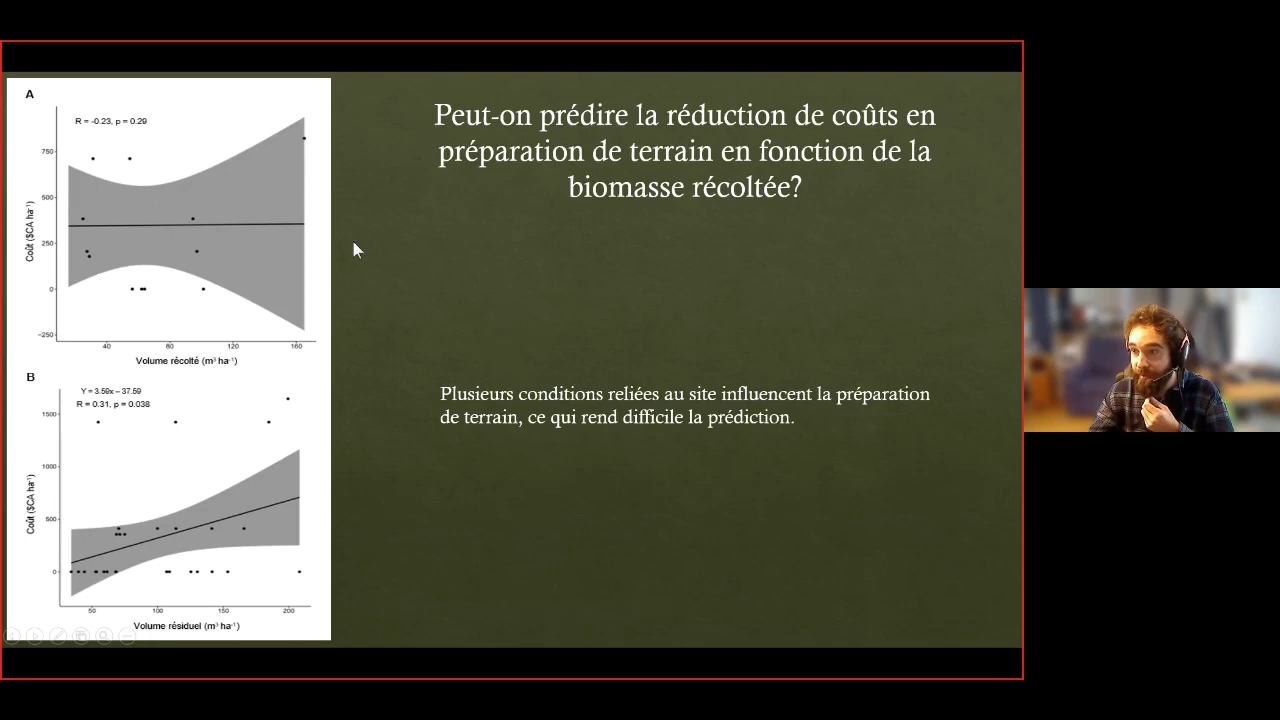 A
R = -0.23, p = 0.29
750
500
250
0
−250
Coût ($CA ha⁻¹)
40 80 120 160
Volume récolté (m³ ha⁻¹)
B
Y = 3.59x – 37.59
R = 0.31, p = 0.038
1500
1000
500
0
Coût ($CA ha⁻¹)
50 100 150 200
Volume résiduel (m³ ha⁻¹)
Peut-on prédire la réduction de coûts en
préparation de terrain en fonction de la
biomasse récoltée?
Plusieurs conditions reliées au site influencent la préparation
de terrain, ce qui rend difficile la prédiction.